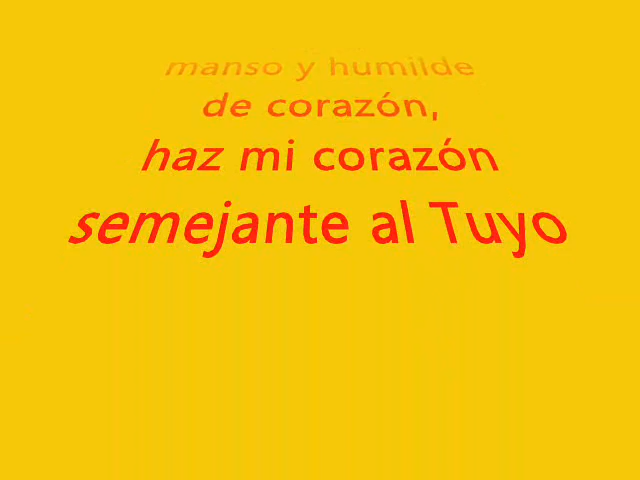 manso y humilde
de corazón,
haz mi corazón
semejante al Tuyo